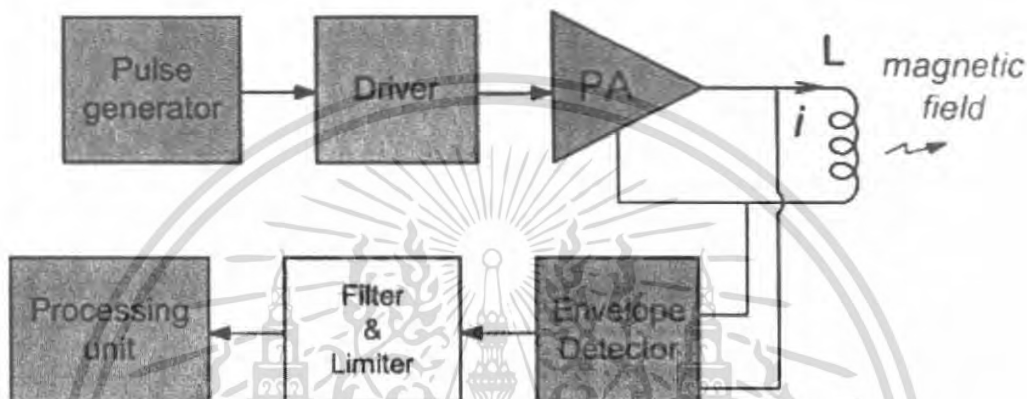 Pulse
generator
Driver
PA
L
i
magnetic
field
Processing
unit
Filter
&
Limiter
Envelope
Detector